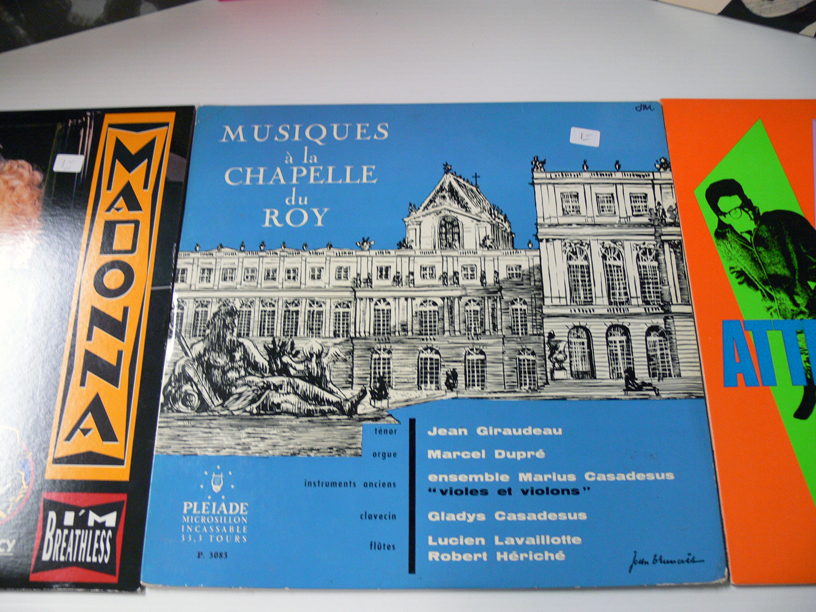 MADONNA
I'M
BREATHLESS
CY
MUSIQUES
à la
CHAPELLE
du
ROY
ténor Jean Giraudeau
orgue Marcel Dupré
instruments anciens ensemble Marius Casadesus
"violes et violons"
clavecin Gladys Casadesus
flûtes Lucien Lavaillotte
Robert Hériché
PLEIADE
MICROSILLON
INCASSABLE
33,3 TOURS
P. 3083
ATT